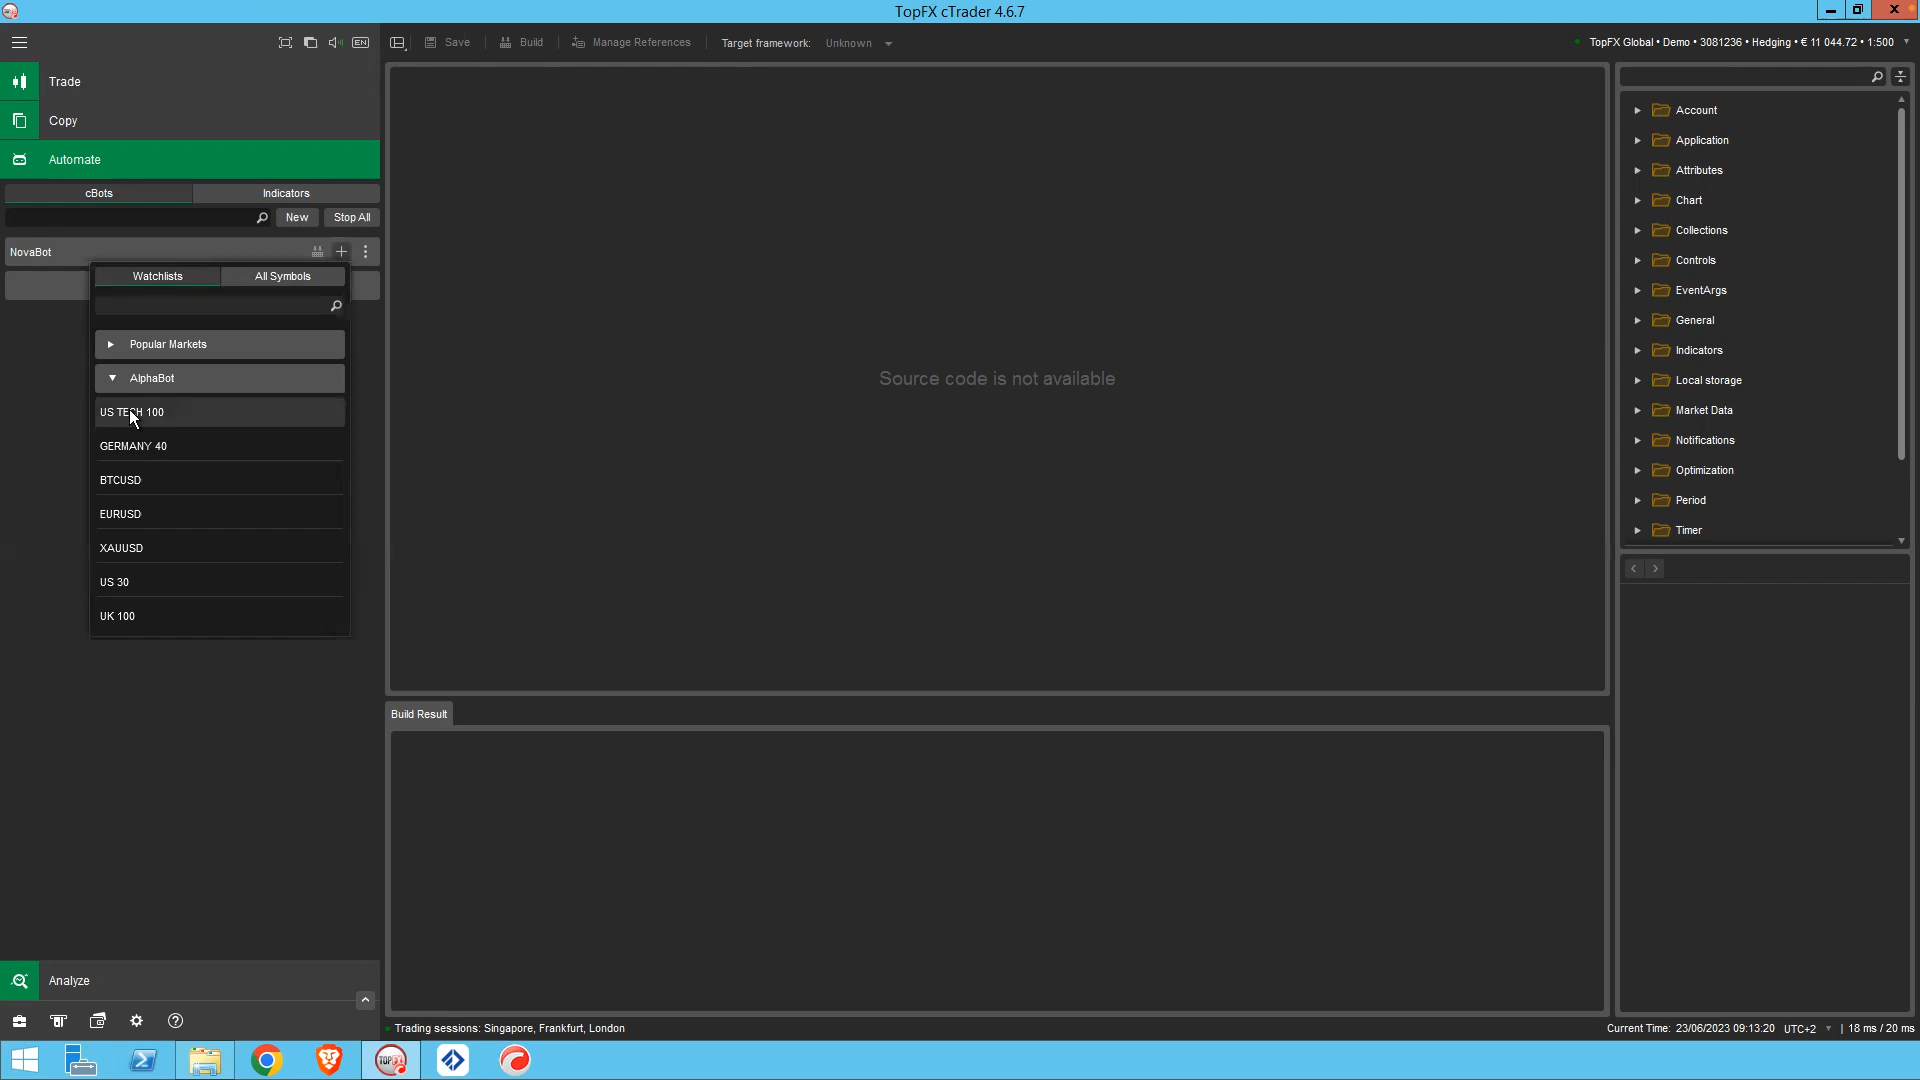 TopFX cTrader 4.6.7
EN
Save
Build
Manage References
Target framework: Unknown
TopFX Global • Demo • 3081236 • Hedging • € 11 044.72 • 1:500
Trade
Copy
Automate
cBots
Indicators
New
Stop All
NovaBot
Watchlists
All Symbols
Popular Markets
AlphaBot
US TECH 100
GERMANY 40
BTCUSD
EURUSD
XAUUSD
US 30
UK 100
Source code is not available
Build Result
Account
Application
Attributes
Chart
Collections
Controls
EventArgs
General
Indicators
Local storage
Market Data
Notifications
Optimization
Period
Timer
Analyze
Trading sessions: Singapore, Frankfurt, London
Current Time: 23/06/2023 09:13:20 UTC+2 | 18 ms / 20 ms
TOPFX